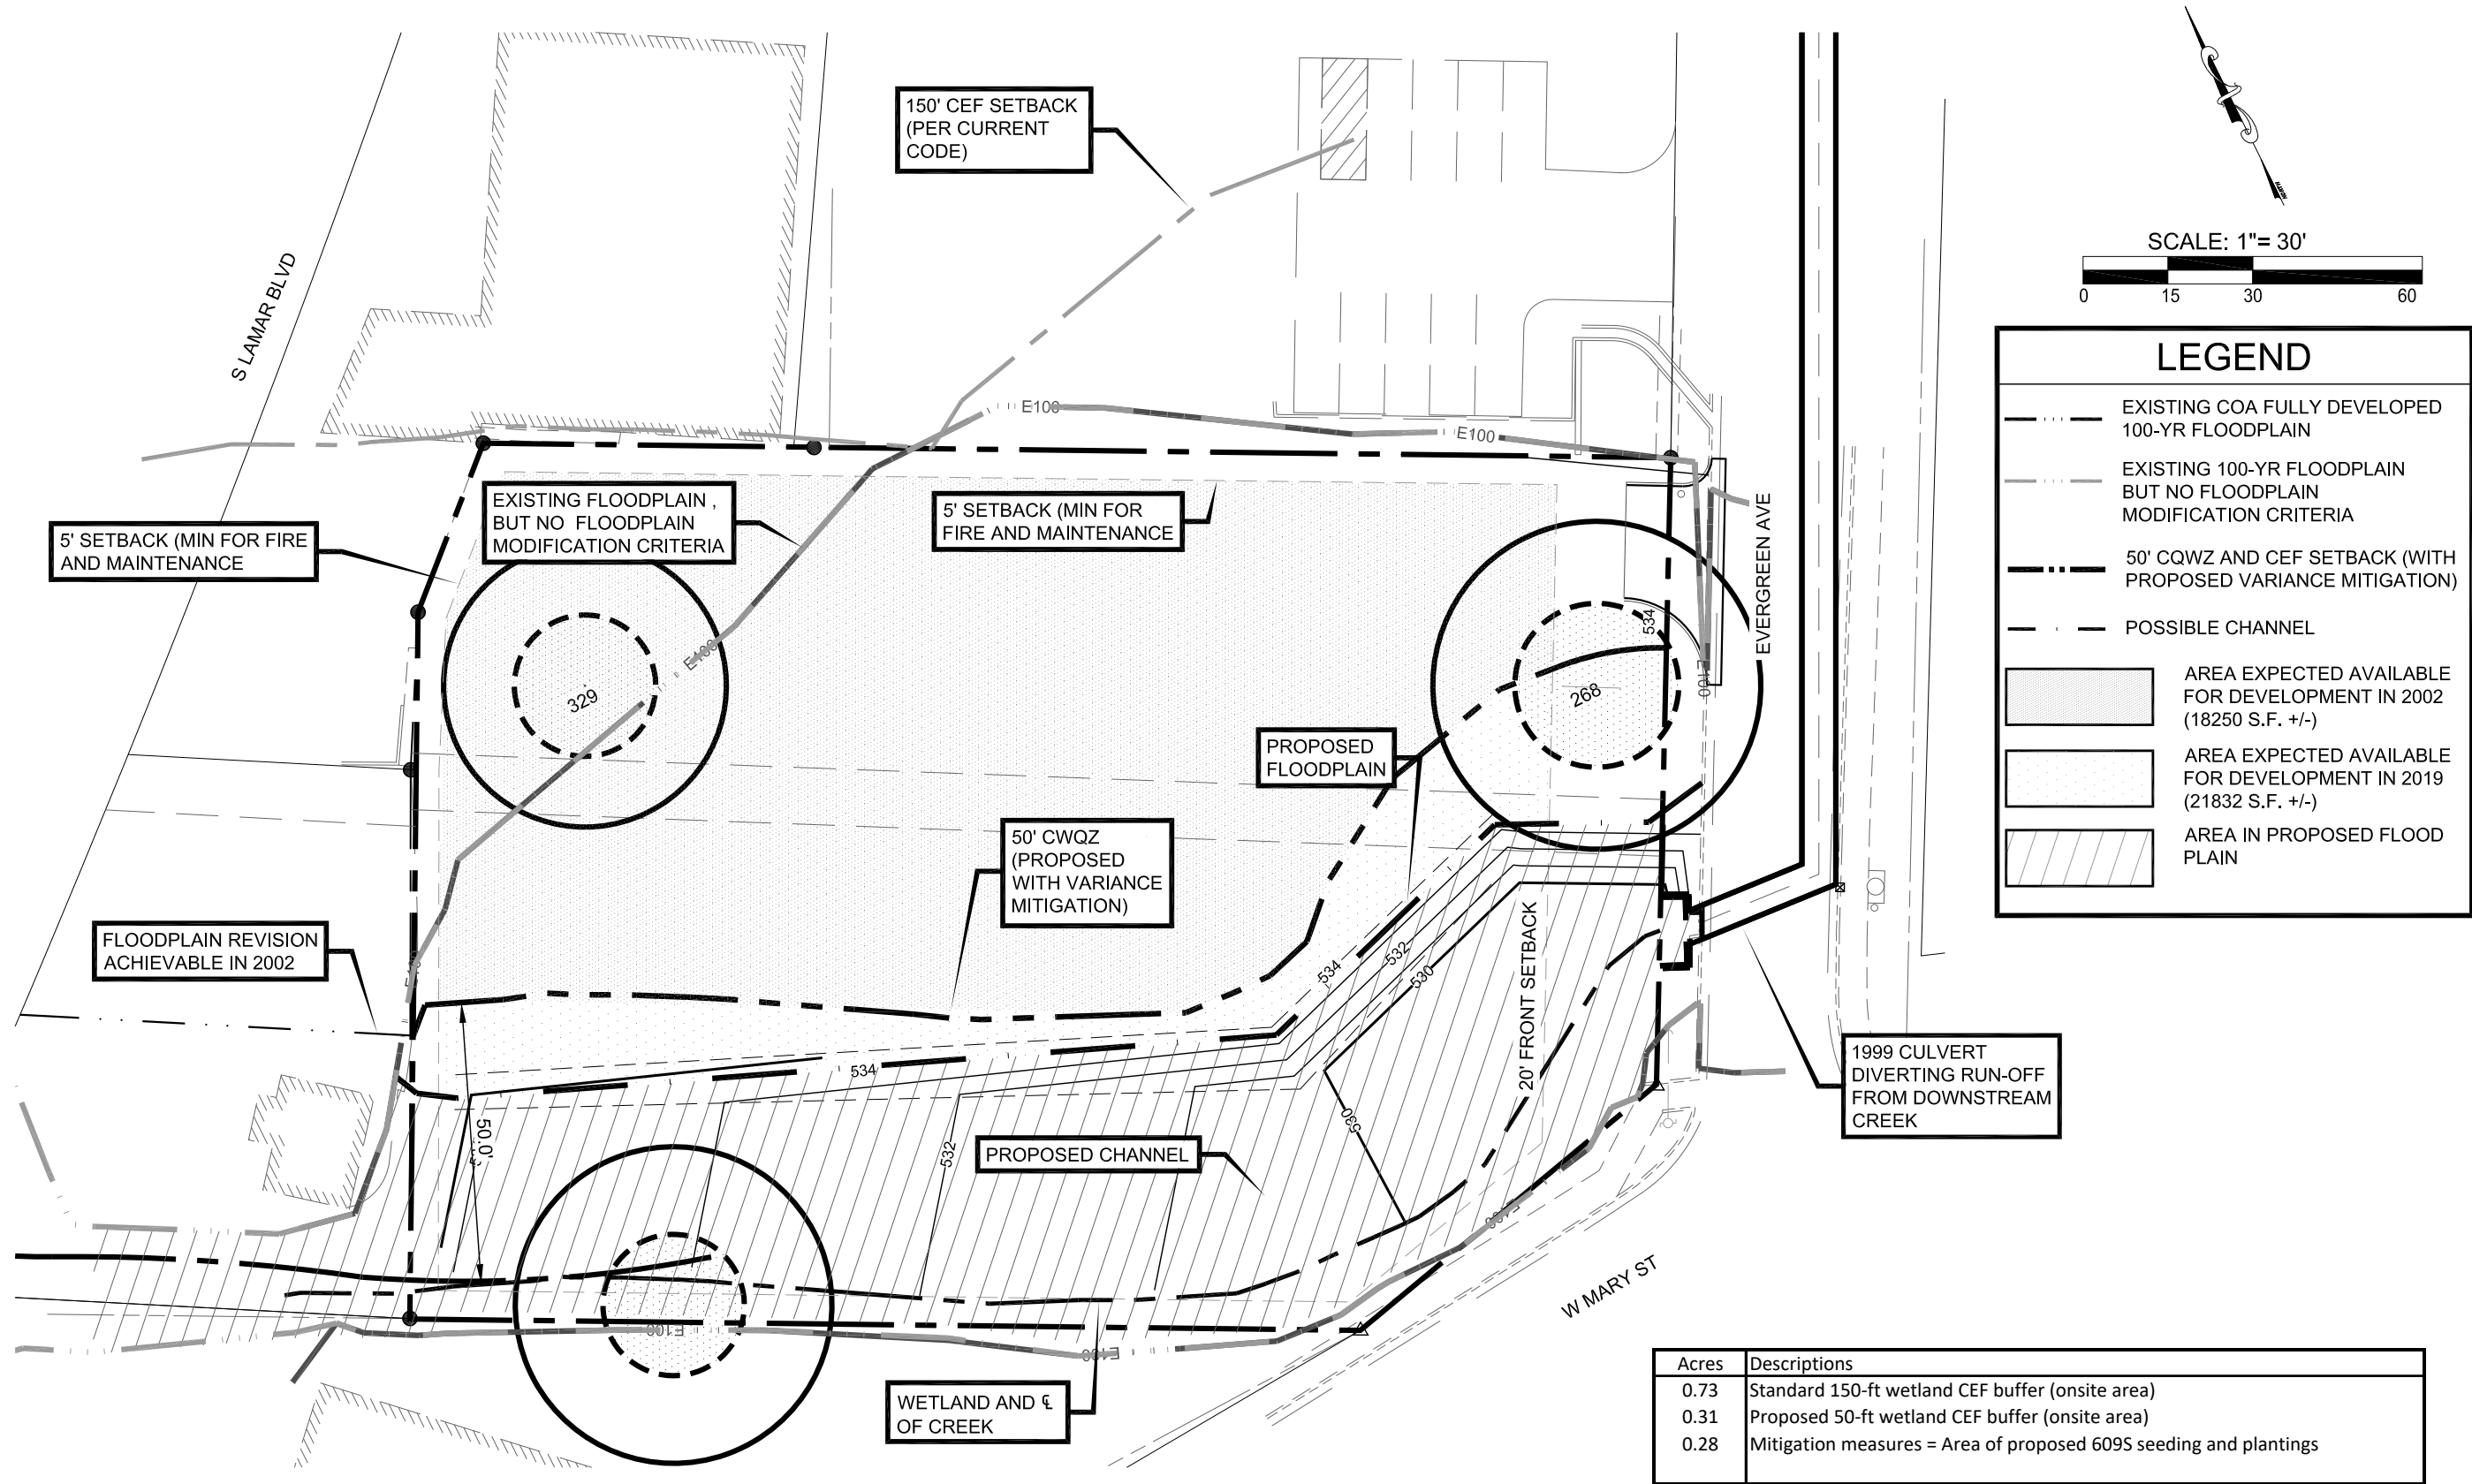 150' CEF SETBACK
(PER CURRENT
CODE)
NORTH
SCALE: 1"= 30'
0 15 30 60
S LAMAR BLVD
LEGEND
EXISTING COA FULLY DEVELOPED
100-YR FLOODPLAIN
EXISTING 100-YR FLOODPLAIN
BUT NO FLOODPLAIN
MODIFICATION CRITERIA
50' CQWZ AND CEF SETBACK (WITH
PROPOSED VARIANCE MITIGATION)
POSSIBLE CHANNEL
AREA EXPECTED AVAILABLE
FOR DEVELOPMENT IN 2002
(18250 S.F. +/-)
AREA EXPECTED AVAILABLE
FOR DEVELOPMENT IN 2019
(21832 S.F. +/-)
AREA IN PROPOSED FLOOD
PLAIN
E100
E100
EXISTING FLOODPLAIN ,
BUT NO FLOODPLAIN
MODIFICATION CRITERIA
5' SETBACK (MIN FOR
FIRE AND MAINTENANCE
5' SETBACK (MIN FOR FIRE
AND MAINTENANCE
EVERGREEN AVE
534
E100
E100
329
268
PROPOSED
FLOODPLAIN
50' CWQZ
(PROPOSED
WITH VARIANCE
MITIGATION)
FLOODPLAIN REVISION
ACHIEVABLE IN 2002
534
532
530
20' FRONT SETBACK
1999 CULVERT
DIVERTING RUN-OFF
FROM DOWNSTREAM
CREEK
534
50.0'
532
530
PROPOSED CHANNEL
E100
E100
E100
W MARY ST
WETLAND AND ℄
OF CREEK
Acres Descriptions
0.73 Standard 150-ft wetland CEF buffer (onsite area)
0.31 Proposed 50-ft wetland CEF buffer (onsite area)
0.28 Mitigation measures = Area of proposed 609S seeding and plantings